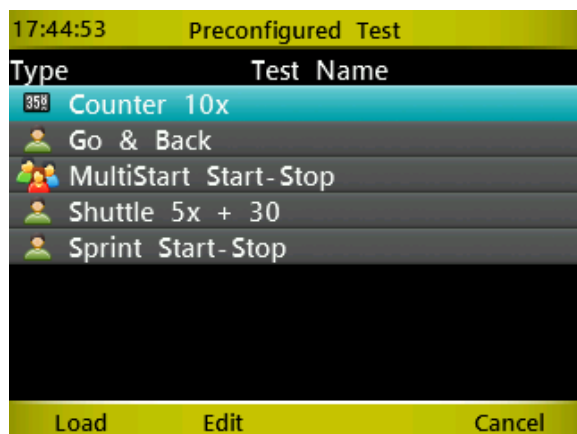 17:44:53 Preconfigured Test
Type Test Name
Counter 10x
Go & Back
MultiStart Start-Stop
Shuttle 5x + 30
Sprint Start-Stop
Load Edit Cancel